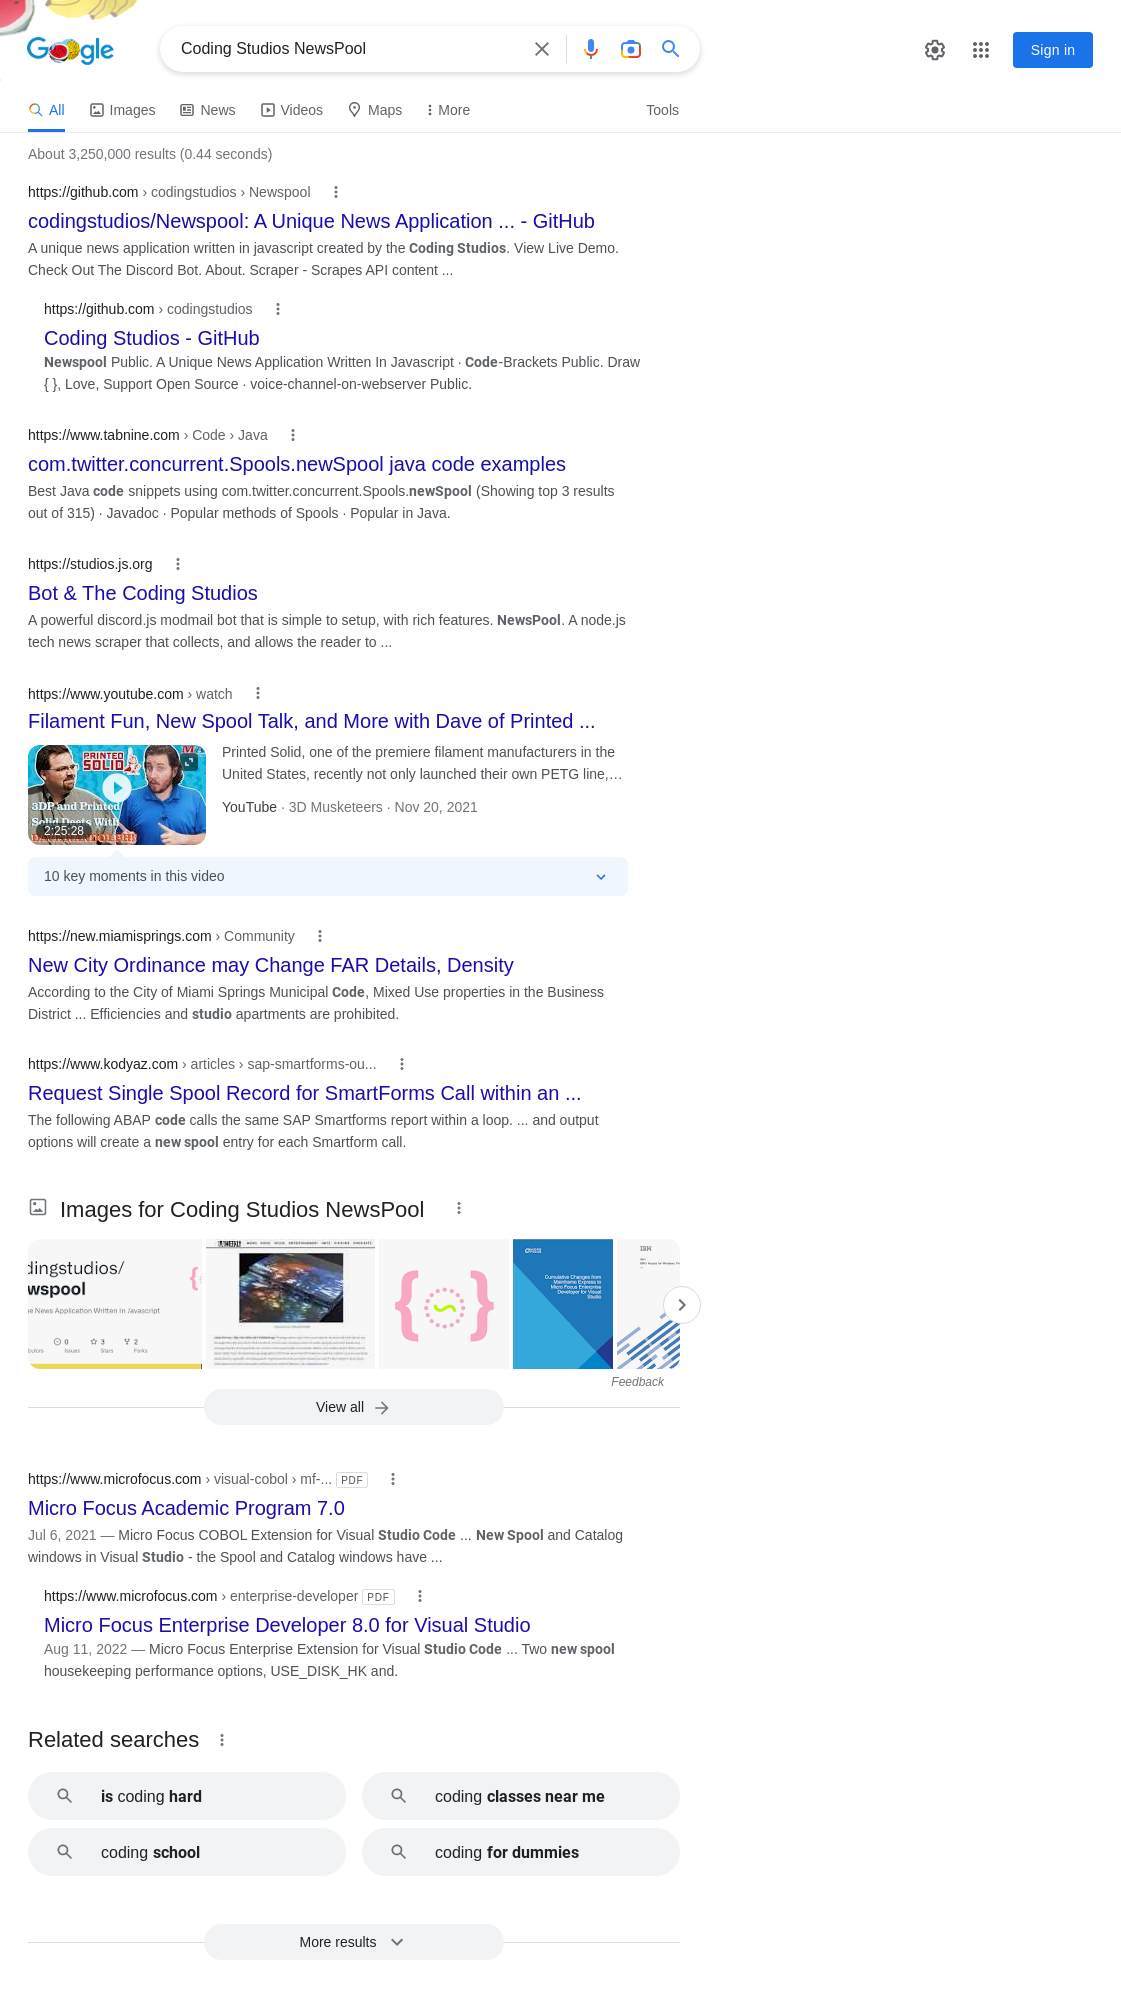 Google
Coding Studios NewsPool
Sign in
All
Images
News
Videos
Maps
More
Tools
About 3,250,000 results (0.44 seconds)
https://github.com › codingstudios › Newspool
codingstudios/Newspool: A Unique News Application ... - GitHub
A unique news application written in javascript created by the Coding Studios. View Live Demo.
Check Out The Discord Bot. About. Scraper - Scrapes API content ...
https://github.com › codingstudios
Coding Studios - GitHub
Newspool Public. A Unique News Application Written In Javascript · Code-Brackets Public. Draw
{ }, Love, Support Open Source · voice-channel-on-webserver Public.
https://www.tabnine.com › Code › Java
com.twitter.concurrent.Spools.newSpool java code examples
Best Java code snippets using com.twitter.concurrent.Spools.newSpool (Showing top 3 results
out of 315) · Javadoc · Popular methods of Spools · Popular in Java.
https://studios.js.org
Bot & The Coding Studios
A powerful discord.js modmail bot that is simple to setup, with rich features. NewsPool. A node.js
tech news scraper that collects, and allows the reader to ...
https://www.youtube.com › watch
Filament Fun, New Spool Talk, and More with Dave of Printed ...
PRINTED
SOLID
3DP and Printed
Solid Deets With
2:25:28
Printed Solid, one of the premiere filament manufacturers in the
United States, recently not only launched their own PETG line,…
YouTube · 3D Musketeers · Nov 20, 2021
10 key moments in this video
https://new.miamisprings.com › Community
New City Ordinance may Change FAR Details, Density
According to the City of Miami Springs Municipal Code, Mixed Use properties in the Business
District ... Efficiencies and studio apartments are prohibited.
https://www.kodyaz.com › articles › sap-smartforms-ou...
Request Single Spool Record for SmartForms Call within an ...
The following ABAP code calls the same SAP Smartforms report within a loop. ... and output
options will create a new spool entry for each Smartform call.
Images for Coding Studios NewsPool
dingstudios/
wspool
ue News Application Written In Javascript
0
3
2
butors
Issues
Stars
Forks
{ }
Cumulative Changes from
Mainframe Express to
Micro Focus Enterprise
Developer for Visual
Studio
IBM
Feedback
View all
https://www.microfocus.com › visual-cobol › mf-... PDF
Micro Focus Academic Program 7.0
Jul 6, 2021 — Micro Focus COBOL Extension for Visual Studio Code ... New Spool and Catalog
windows in Visual Studio - the Spool and Catalog windows have ...
https://www.microfocus.com › enterprise-developer PDF
Micro Focus Enterprise Developer 8.0 for Visual Studio
Aug 11, 2022 — Micro Focus Enterprise Extension for Visual Studio Code ... Two new spool
housekeeping performance options, USE_DISK_HK and.
Related searches
is coding hard
coding classes near me
coding school
coding for dummies
More results